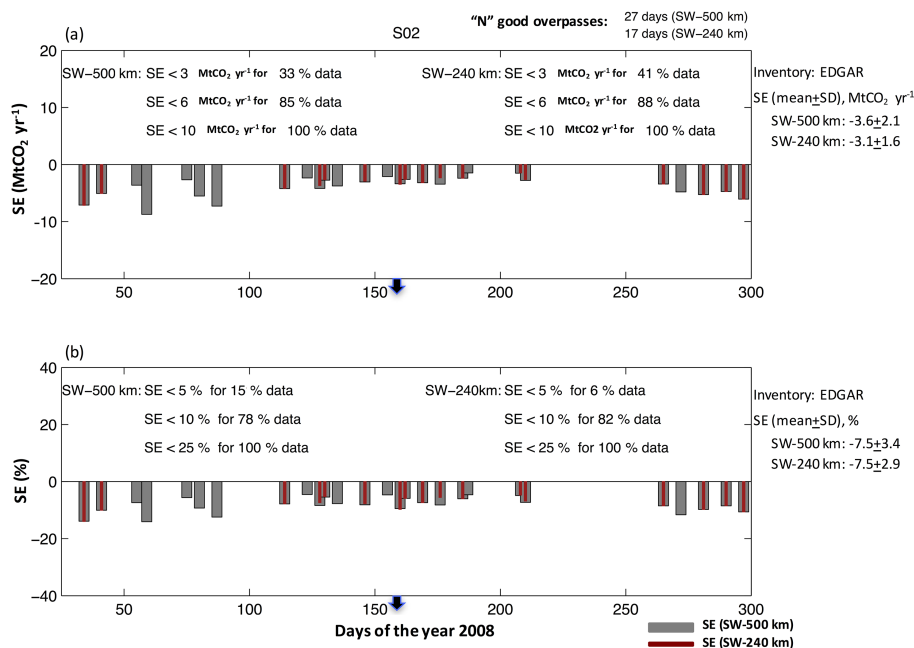 "N" good overpasses: 27 days (SW−500 km)
17 days (SW−240 km)
(a)
S02
20
10
0
−10
−20
SE (MtCO₂ yr⁻¹)
SW−500 km: SE < 3 MtCO₂ yr⁻¹ for 33 % data
SE < 6 MtCO₂ yr⁻¹ for 85 % data
SE < 10 MtCO₂ yr⁻¹ for 100 % data
SW−240 km: SE < 3 MtCO₂ yr⁻¹ for 41 % data
SE < 6 MtCO₂ yr⁻¹ for 88 % data
SE < 10 MtCO2 yr⁻¹ for 100 % data
Inventory: EDGAR
SE (mean±SD), MtCO₂ yr⁻¹
SW-500 km: -3.6±2.1
SW-240 km: -3.1±1.6
50 100 150 200 250 300
(b)
40
20
0
−20
−40
SE (%)
SW−500 km: SE < 5 % for 15 % data
SE < 10 % for 78 % data
SE < 25 % for 100 % data
SW−240km: SE < 5 % for 6 % data
SE < 10 % for 82 % data
SE < 25 % for 100 % data
Inventory: EDGAR
SE (mean±SD), %
SW-500 km: -7.5±3.4
SW-240 km: -7.5±2.9
50 100 150 200 250 300
Days of the year 2008
SE (SW-500 km)
SE (SW-240 km)